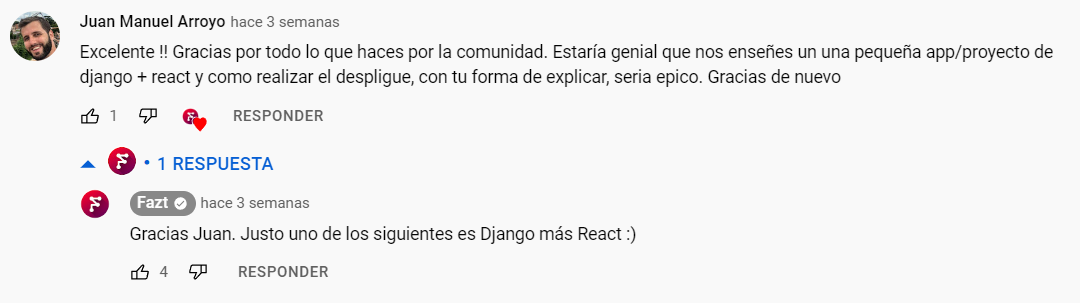 Juan Manuel Arroyo hace 3 semanas
Excelente !! Gracias por todo lo que haces por la comunidad. Estaría genial que nos enseñes un una pequeña app/proyecto de
django + react y como realizar el despligue, con tu forma de explicar, seria epico. Gracias de nuevo
1 RESPONDER
• 1 RESPUESTA
Fazt hace 3 semanas
Gracias Juan. Justo uno de los siguientes es Django más React :)
4 RESPONDER